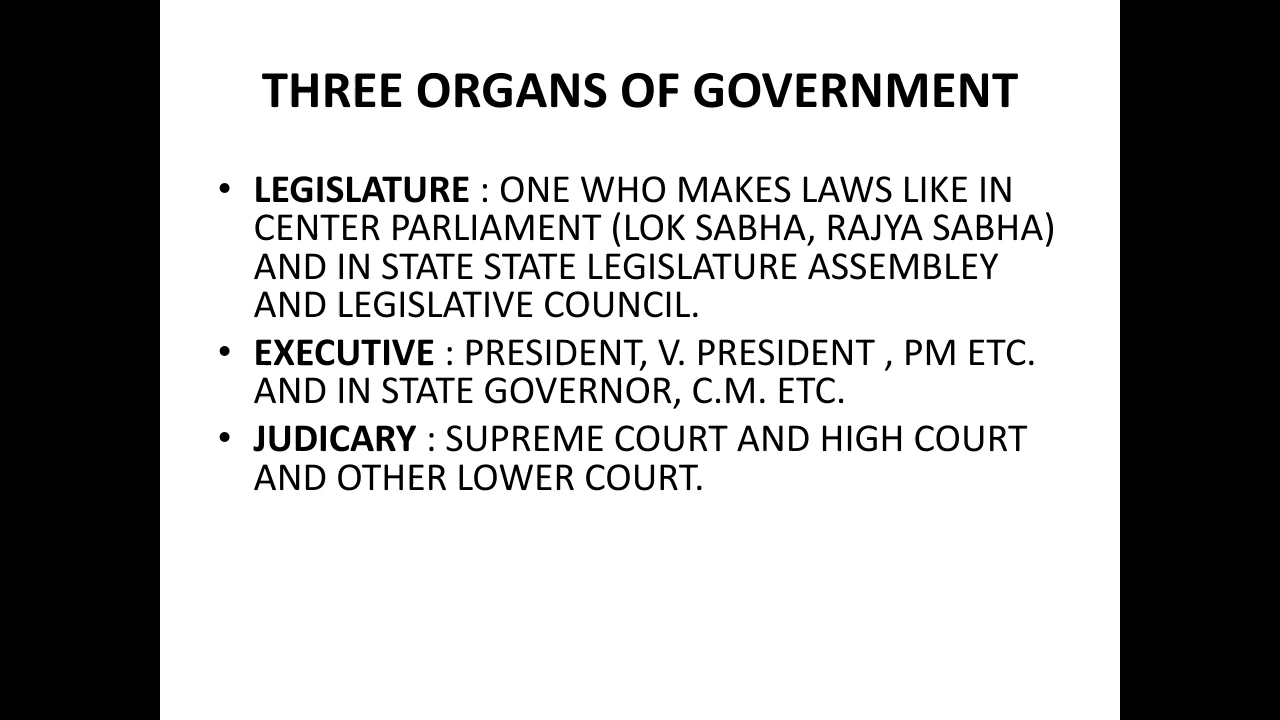 THREE ORGANS OF GOVERNMENT
• LEGISLATURE : ONE WHO MAKES LAWS LIKE IN
CENTER PARLIAMENT (LOK SABHA, RAJYA SABHA)
AND IN STATE STATE LEGISLATURE ASSEMBLEY
AND LEGISLATIVE COUNCIL.
• EXECUTIVE : PRESIDENT, V. PRESIDENT , PM ETC.
AND IN STATE GOVERNOR, C.M. ETC.
• JUDICARY : SUPREME COURT AND HIGH COURT
AND OTHER LOWER COURT.